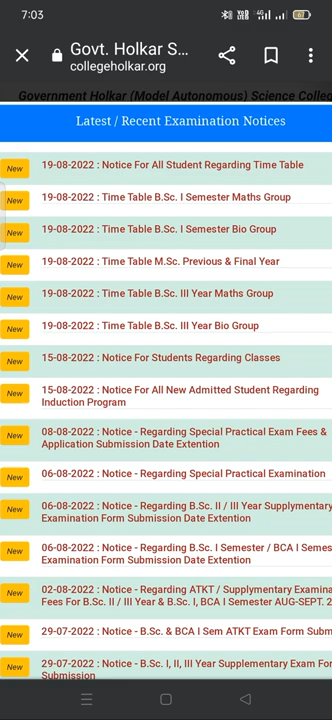 7:03
4G
67
Govt. Holkar S...
collegeholkar.org
Government Holkar (Model Autonomous) Science Colleg
Latest / Recent Examination Notices
New 19-08-2022 : Notice For All Student Regarding Time Table
New 19-08-2022 : Time Table B.Sc. I Semester Maths Group
New 19-08-2022 : Time Table B.Sc. I Semester Bio Group
New 19-08-2022 : Time Table M.Sc. Previous & Final Year
New 19-08-2022 : Time Table B.Sc. III Year Maths Group
New 19-08-2022 : Time Table B.Sc. III Year Bio Group
New 15-08-2022 : Notice For Students Regarding Classes
New 15-08-2022 : Notice For All New Admitted Student Regarding
Induction Program
New 08-08-2022 : Notice - Regarding Special Practical Exam Fees &
Application Submission Date Extention
New 06-08-2022 : Notice - Regarding Special Practical Examination
New 06-08-2022 : Notice - Regarding B.Sc. II / III Year Supplymentary
Examination Form Submission Date Extention
New 06-08-2022 : Notice - Regarding B.Sc. I Semester / BCA I Semes
Examination Form Submission Date Extention
New 02-08-2022 : Notice - Regarding ATKT / Supplymentary Examina
Fees For B.Sc. II / III Year & B.Sc. I, BCA I Semester AUG-SEPT. 2
New 29-07-2022 : Notice - B.Sc. & BCA I Sem ATKT Exam Form Subm
New 29-07-2022 : Notice - B.Sc. I, II, III Year Supplement Exam For
Submission